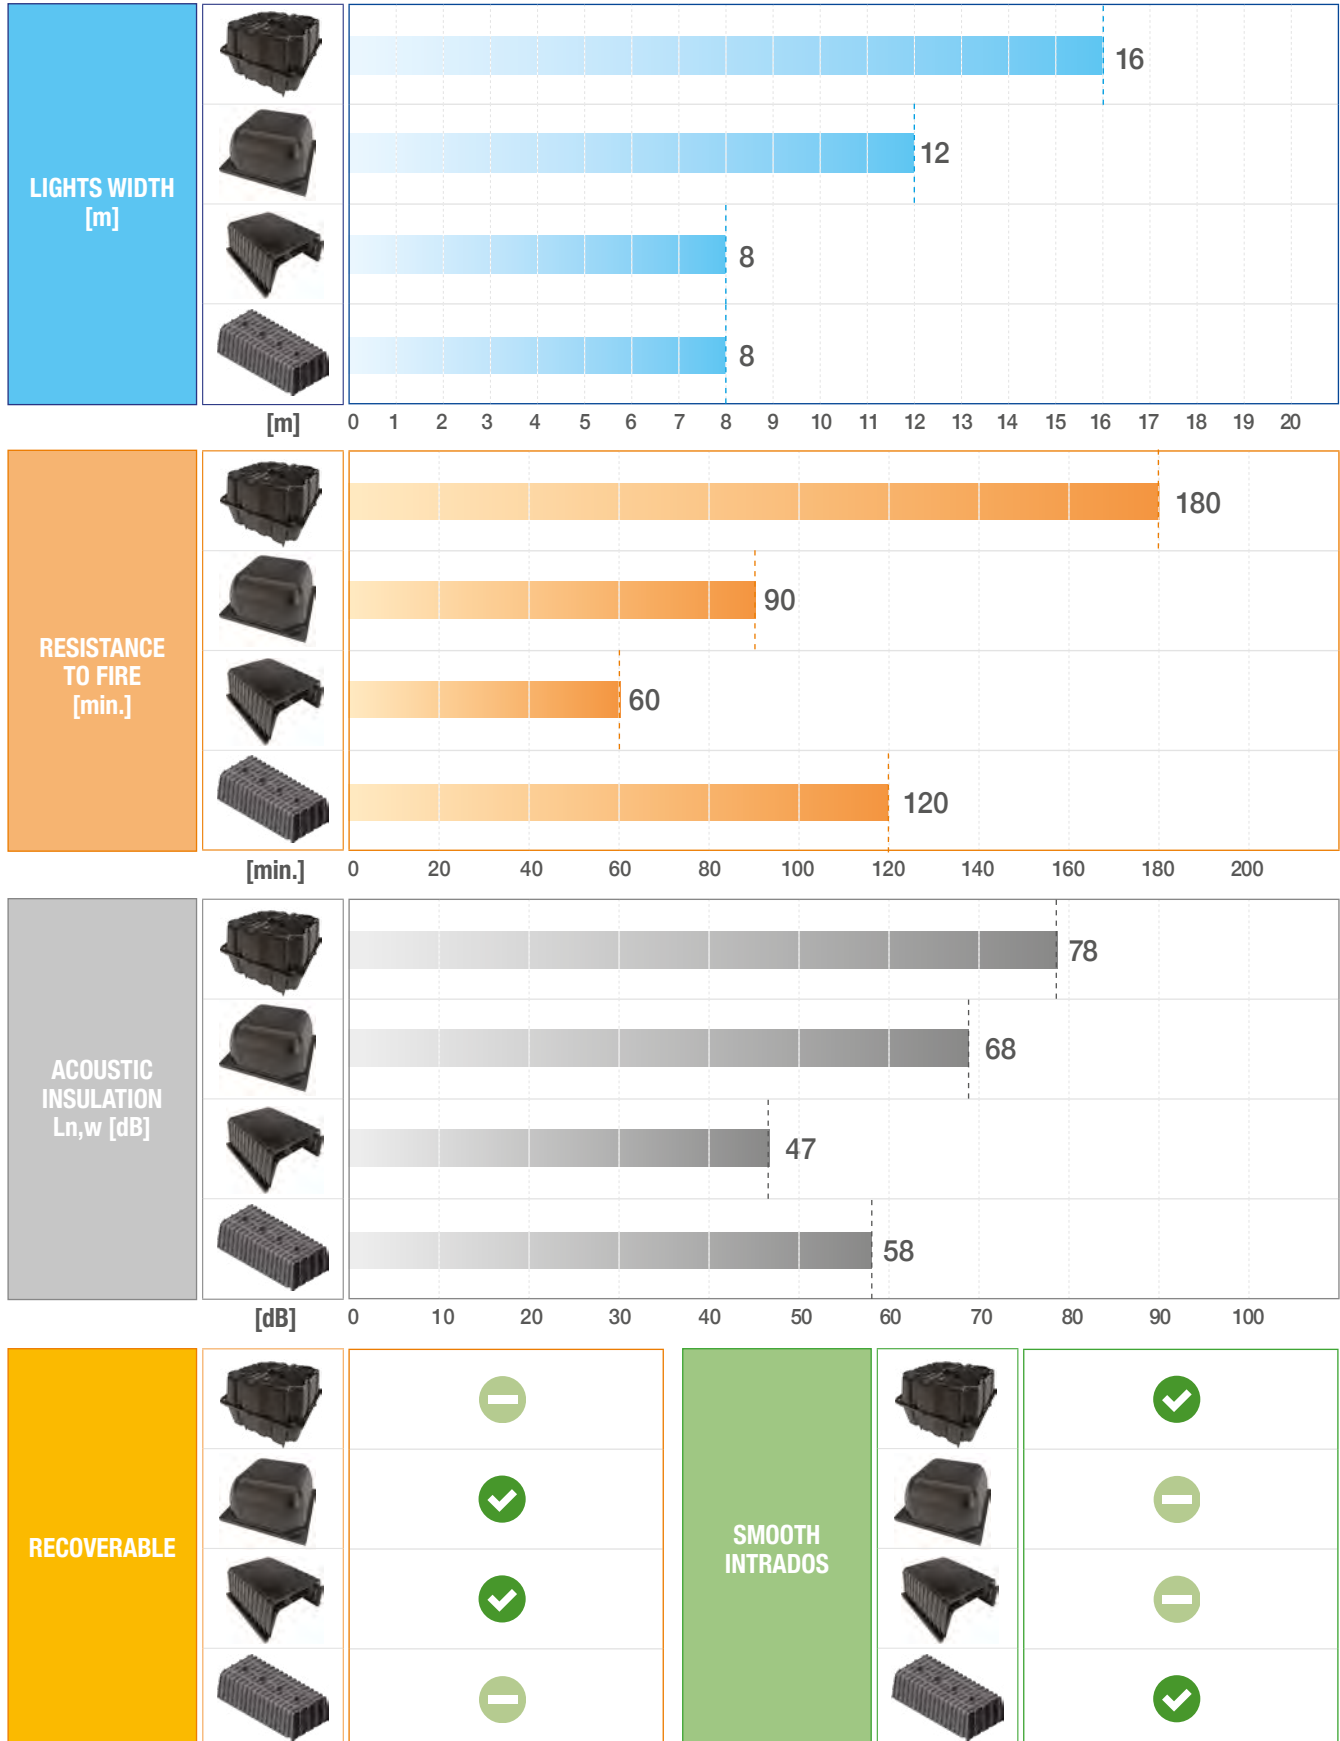 LIGHTS WIDTH
[m]
16
12
8
8
[m] 0 1 2 3 4 5 6 7 8 9 10 11 12 13 14 15 16 17 18 19 20
RESISTANCE
TO FIRE
[min.]
180
90
60
120
[min.] 0 20 40 60 80 100 120 140 160 180 200
ACOUSTIC
INSULATION
Ln,w [dB]
78
68
47
58
[dB] 0 10 20 30 40 50 60 70 80 90 100
RECOVERABLE
SMOOTH
INTRADOS